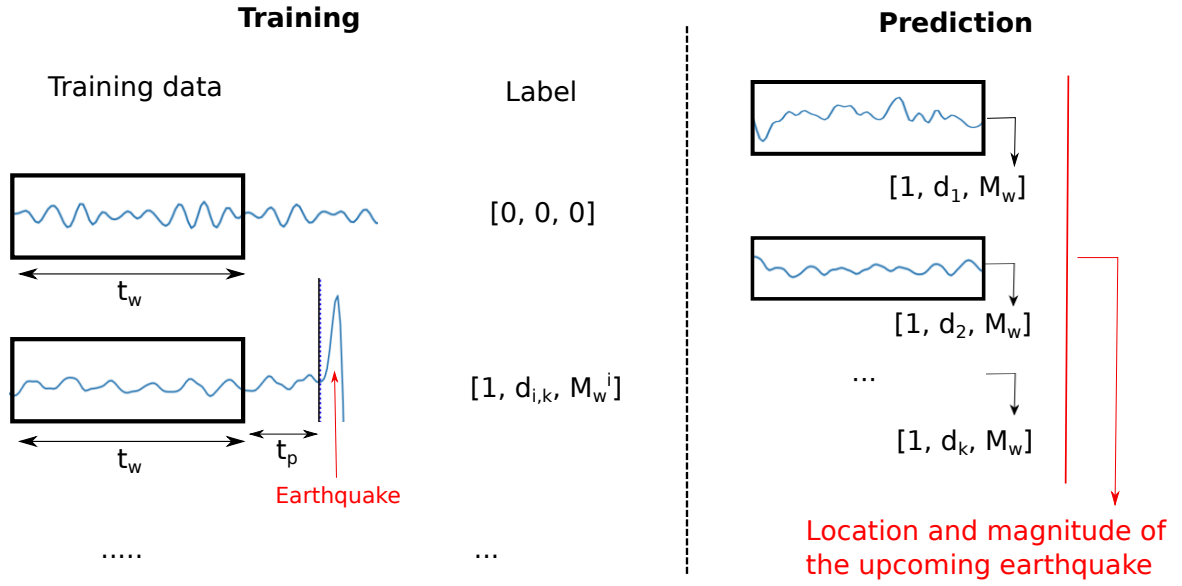 Training
Training data
Label
[0, 0, 0]
t_w
[1, d_{i,k}, M_w^i]
t_w
t_p
Earthquake
.....
...
Prediction
[1, d_1, M_w]
[1, d_2, M_w]
...
[1, d_k, M_w]
Location and magnitude of
the upcoming earthquake